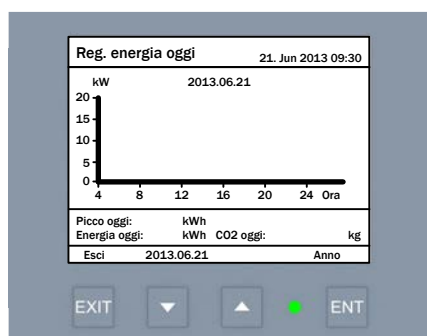 Reg. energia oggi 21. Jun 2013 09:30
kW 2013.06.21
20
15
10
5
0
4 8 12 16 20 24 Ora
Picco oggi: kWh
Energia oggi: kWh CO2 oggi: kg
Esci 2013.06.21 Anno
EXIT ENT